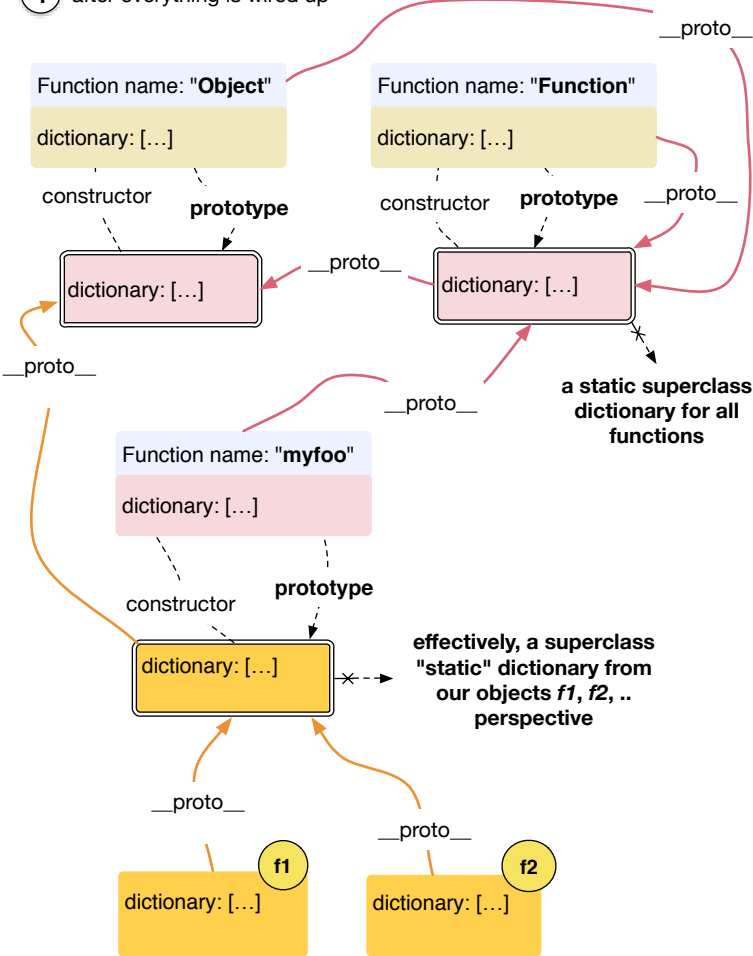 after everything is wired up
__proto__
Function name: "Object"
Function name: "Function"
dictionary: […]
dictionary: […]
constructor
prototype
constructor
prototype
__proto__
__proto__
dictionary: […]
dictionary: […]
__proto__
__proto__
a static superclass
dictionary for all
functions
Function name: "myfoo"
dictionary: […]
constructor
prototype
effectively, a superclass
"static" dictionary from
our objects f1, f2, ..
perspective
dictionary: […]
__proto__
__proto__
f1
f2
dictionary: […]
dictionary: […]